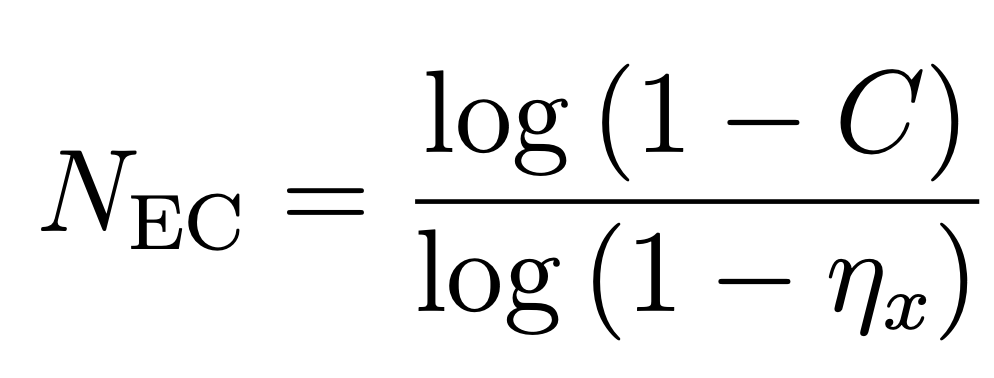 N_EC = log (1 − C) / log (1 − η_x)